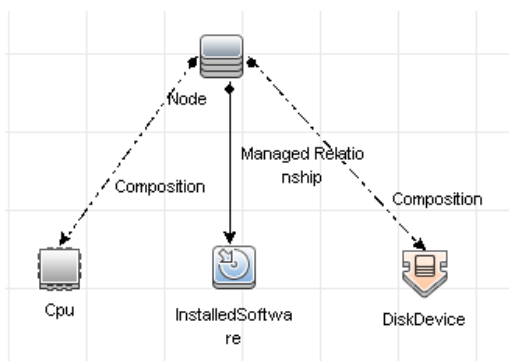 Node
Managed Relatio
nship
Composition
Composition
Cpu
InstalledSoftwa
re
DiskDevice